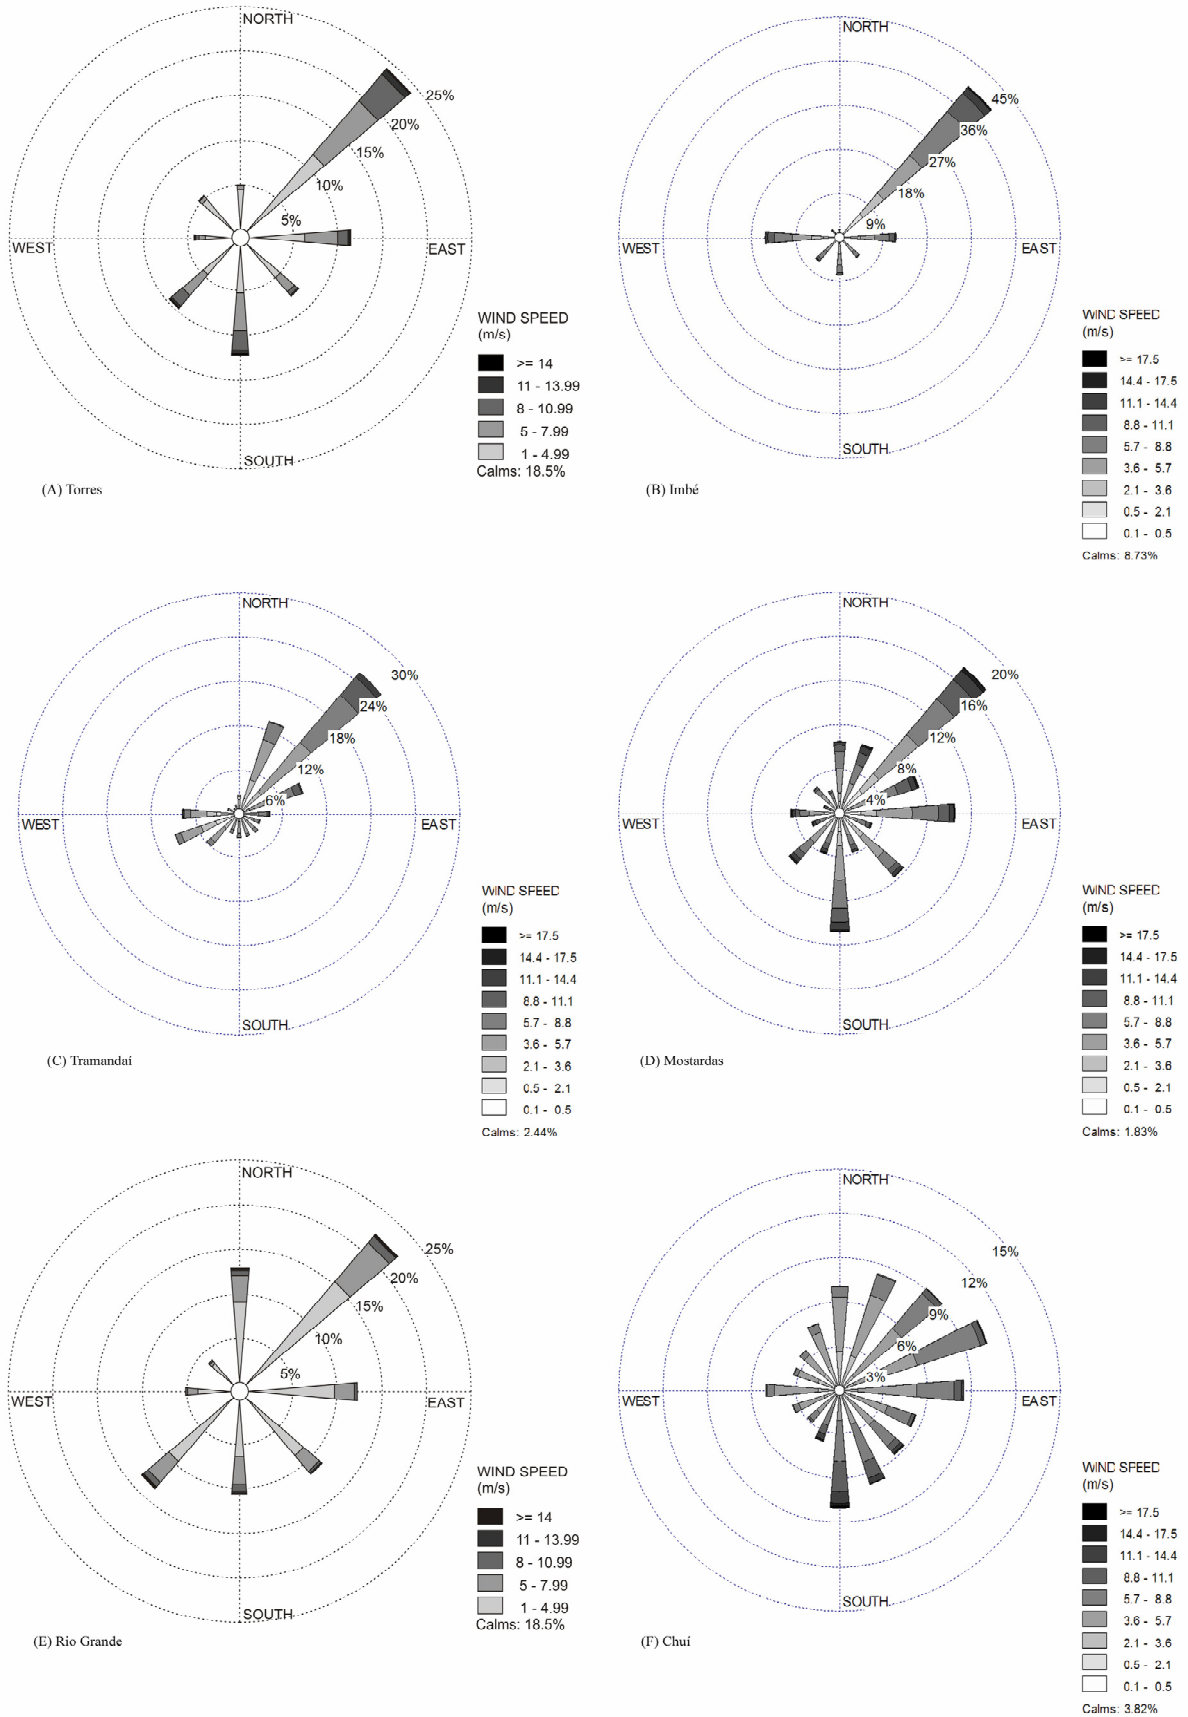 NORTH
25%
20%
15%
10%
5%
WEST
EAST
SOUTH
WIND SPEED
(m/s)
>= 14
11 - 13.99
8 - 10.99
5 - 7.99
1 - 4.99
Calms: 18.5%
(A) Torres
NORTH
45%
36%
27%
18%
9%
WEST
EAST
SOUTH
WIND SPEED
(m/s)
>= 17.5
14.4 - 17.5
11.1 - 14.4
8.8 - 11.1
5.7 - 8.8
3.6 - 5.7
2.1 - 3.6
0.5 - 2.1
0.1 - 0.5
Calms: 8.73%
(B) Imbé
NORTH
30%
24%
18%
12%
6%
WEST
EAST
SOUTH
WIND SPEED
(m/s)
>= 17.5
14.4 - 17.5
11.1 - 14.4
8.8 - 11.1
5.7 - 8.8
3.6 - 5.7
2.1 - 3.6
0.5 - 2.1
0.1 - 0.5
Calms: 2.44%
(C) Tramandaí
NORTH
20%
16%
12%
8%
4%
WEST
EAST
SOUTH
WIND SPEED
(m/s)
>= 17.5
14.4 - 17.5
11.1 - 14.4
8.8 - 11.1
5.7 - 8.8
3.6 - 5.7
2.1 - 3.6
0.5 - 2.1
0.1 - 0.5
Calms: 1.83%
(D) Mostardas
NORTH
25%
20%
15%
10%
5%
WEST
EAST
SOUTH
WIND SPEED
(m/s)
>= 14
11 - 13.99
8 - 10.99
5 - 7.99
1 - 4.99
Calms: 18.5%
(E) Rio Grande
NORTH
15%
12%
9%
6%
3%
WEST
EAST
SOUTH
WIND SPEED
(m/s)
>= 17.5
14.4 - 17.5
11.1 - 14.4
8.8 - 11.1
5.7 - 8.8
3.6 - 5.7
2.1 - 3.6
0.5 - 2.1
0.1 - 0.5
Calms: 3.82%
(F) Chuí